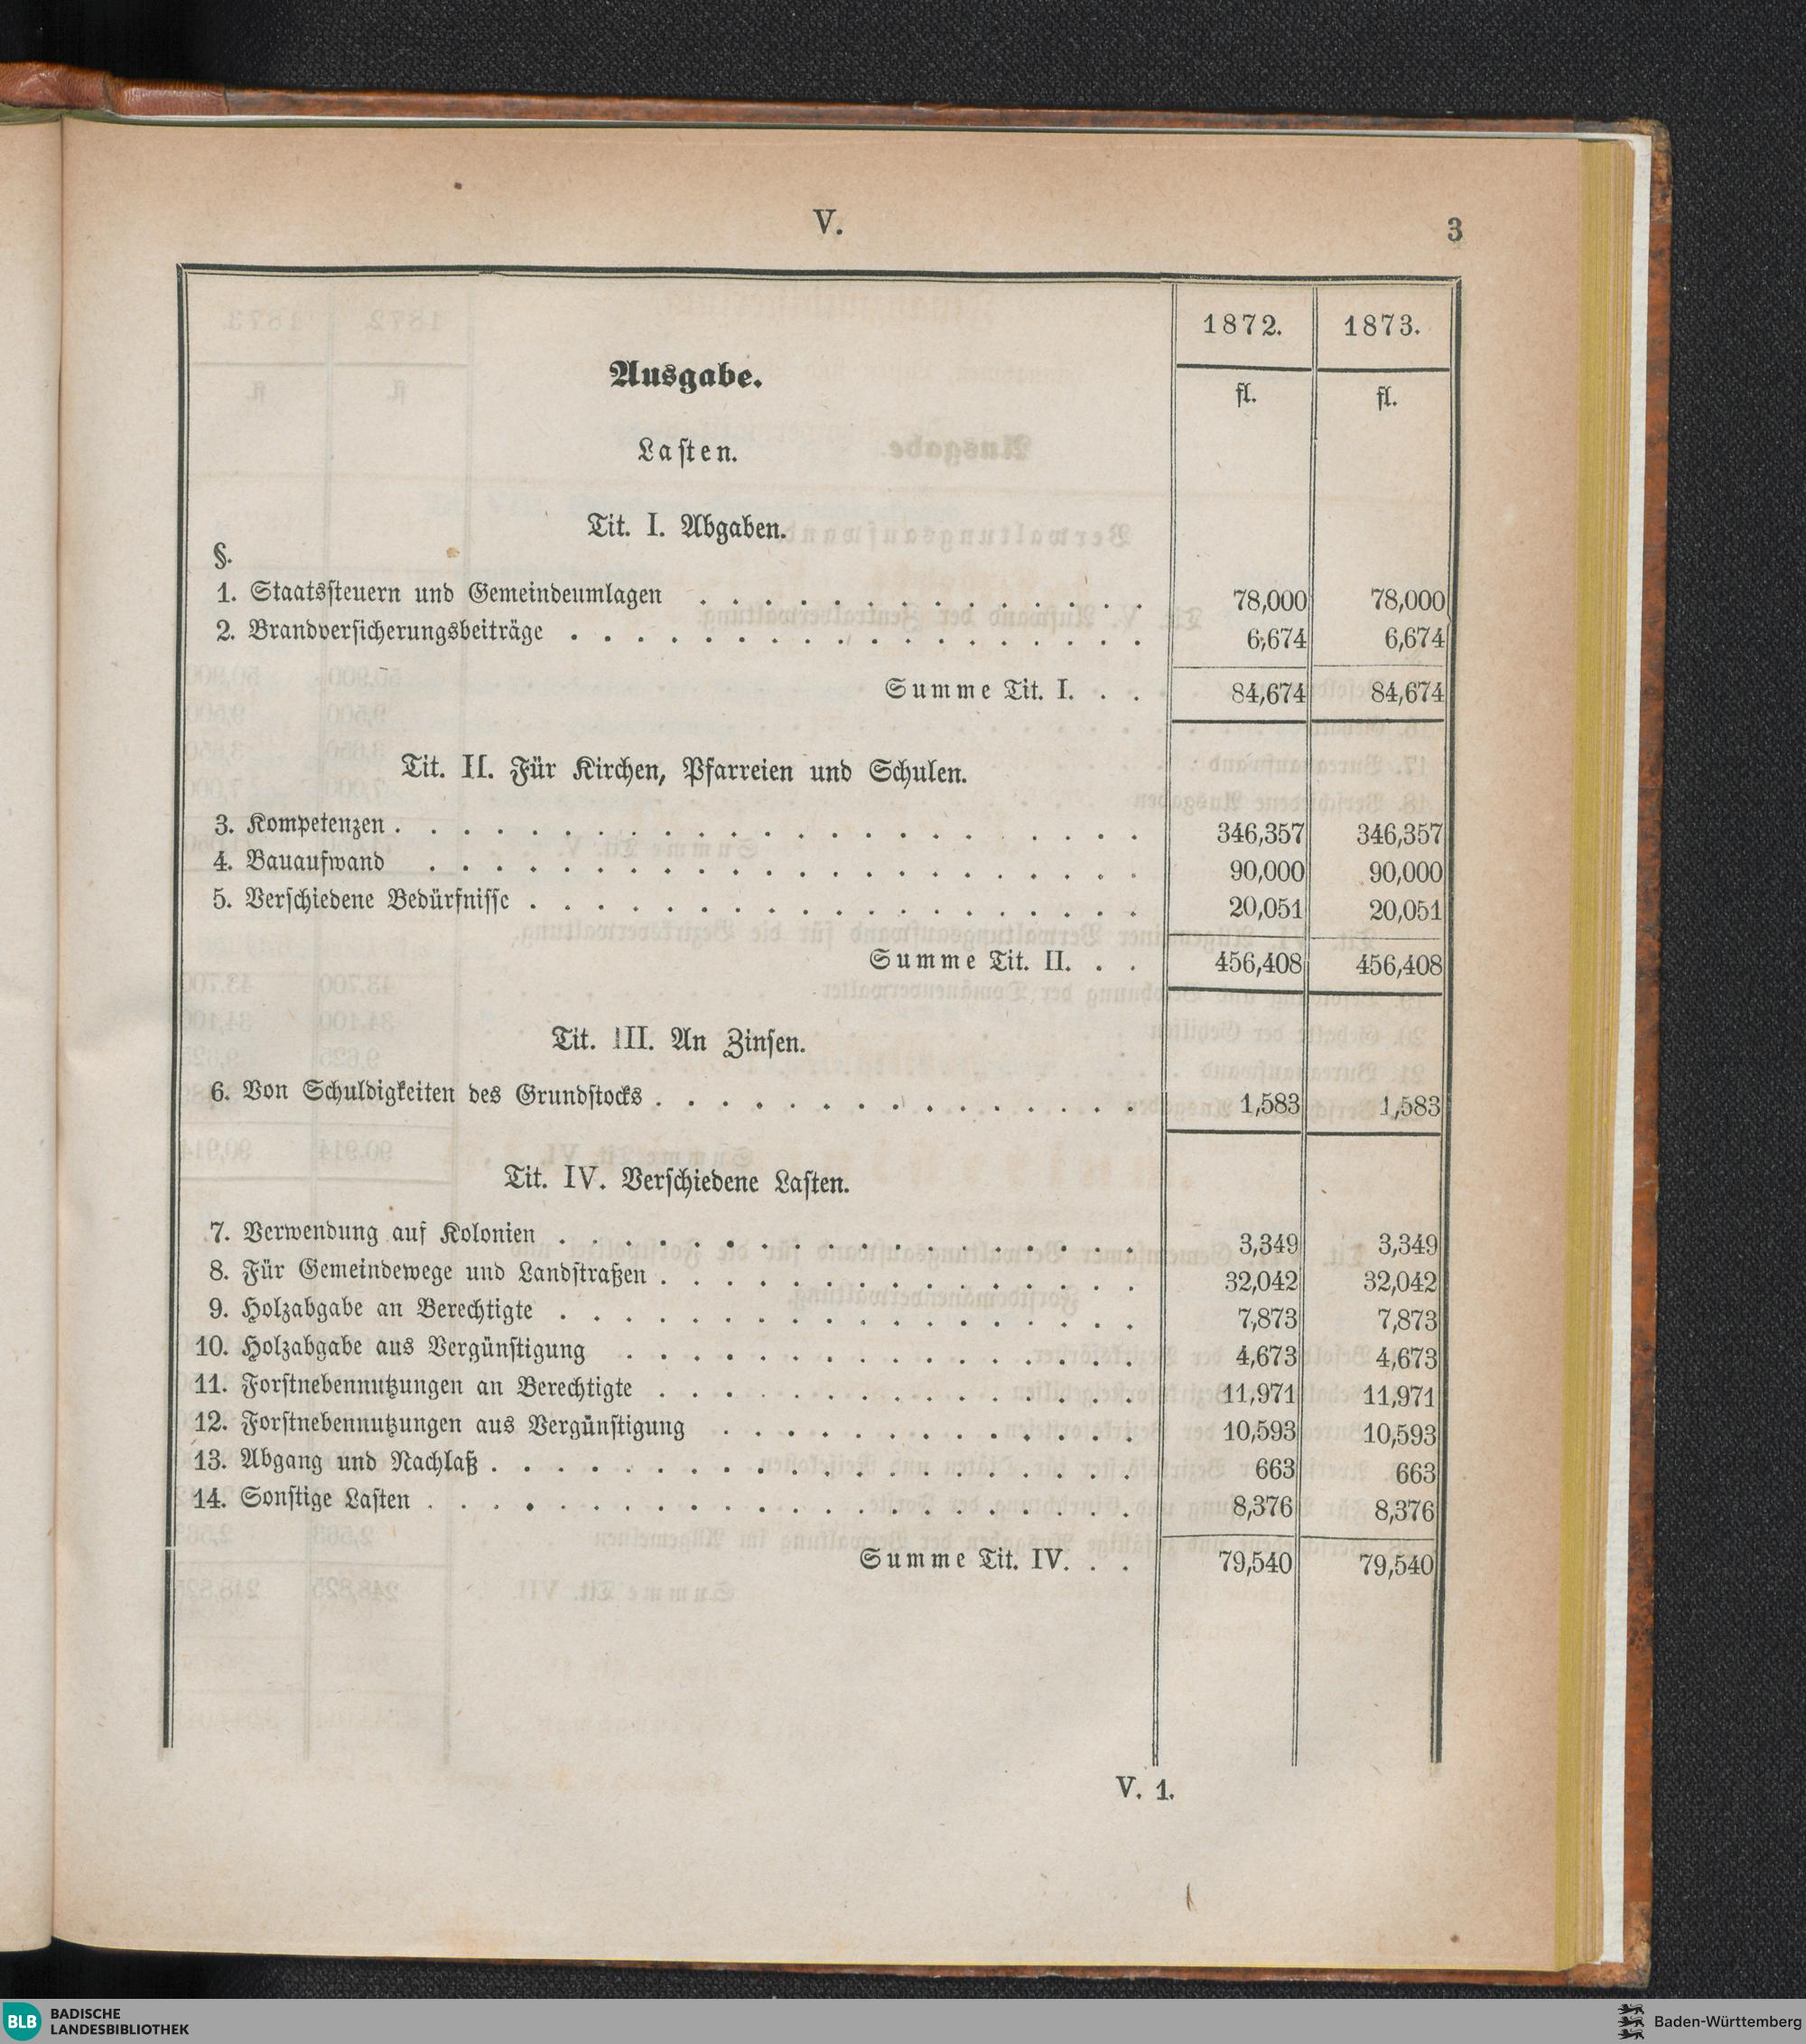 V.
3
1872.
1873.
Ausgabe.
fl.
fl.
Lasten.
Tit. I. Abgaben.
§.
1. Staatssteuern und Gemeindeumlagen . . . . . . . . . . . . . . 78,000 78,000
2. Brandversicherungsbeiträge . . . . . . . . . . . . . . . . . . 6,674 6,674
Summe Tit. I. . . 84,674 84,674
Tit. II. Für Kirchen, Pfarreien und Schulen.
3. Kompetenzen . . . . . . . . . . . . . . . . . . . . . . . 346,357 346,357
4. Bauaufwand . . . . . . . . . . . . . . . . . . . . . . 90,000 90,000
5. Verschiedene Bedürfnisse . . . . . . . . . . . . . . . . . . . 20,051 20,051
Summe Tit. II. . . 456,408 456,408
Tit. III. An Zinsen.
6. Von Schuldigkeiten des Grundstocks . . . . . . . . . . . . . . . 1,583 1,583
Tit. IV. Verschiedene Lasten.
7. Verwendung auf Kolonien . . . . . . . . . . . . . . . . . . 3,349 3,349
8. Für Gemeindewege und Landstraßen . . . . . . . . . . . . . . . 32,042 32,042
9. Holzabgabe an Berechtigte . . . . . . . . . . . . . . . . . . 7,873 7,873
10. Holzabgabe aus Vergünstigung . . . . . . . . . . . . . . . . 4,673 4,673
11. Forstnebennutzungen an Berechtigte . . . . . . . . . . . . . . . 11,971 11,971
12. Forstnebennutzungen aus Vergünstigung . . . . . . . . . . . . . 10,593 10,593
13. Abgang und Nachlaß . . . . . . . . . . . . . . . . . . . . 663 663
14. Sonstige Lasten . . . . . . . . . . . . . . . . . . . . . . 8,376 8,376
Summe Tit. IV. . . 79,540 79,540
V. 1.
BLB BADISCHE
LANDESBIBLIOTHEK
Baden-Württemberg